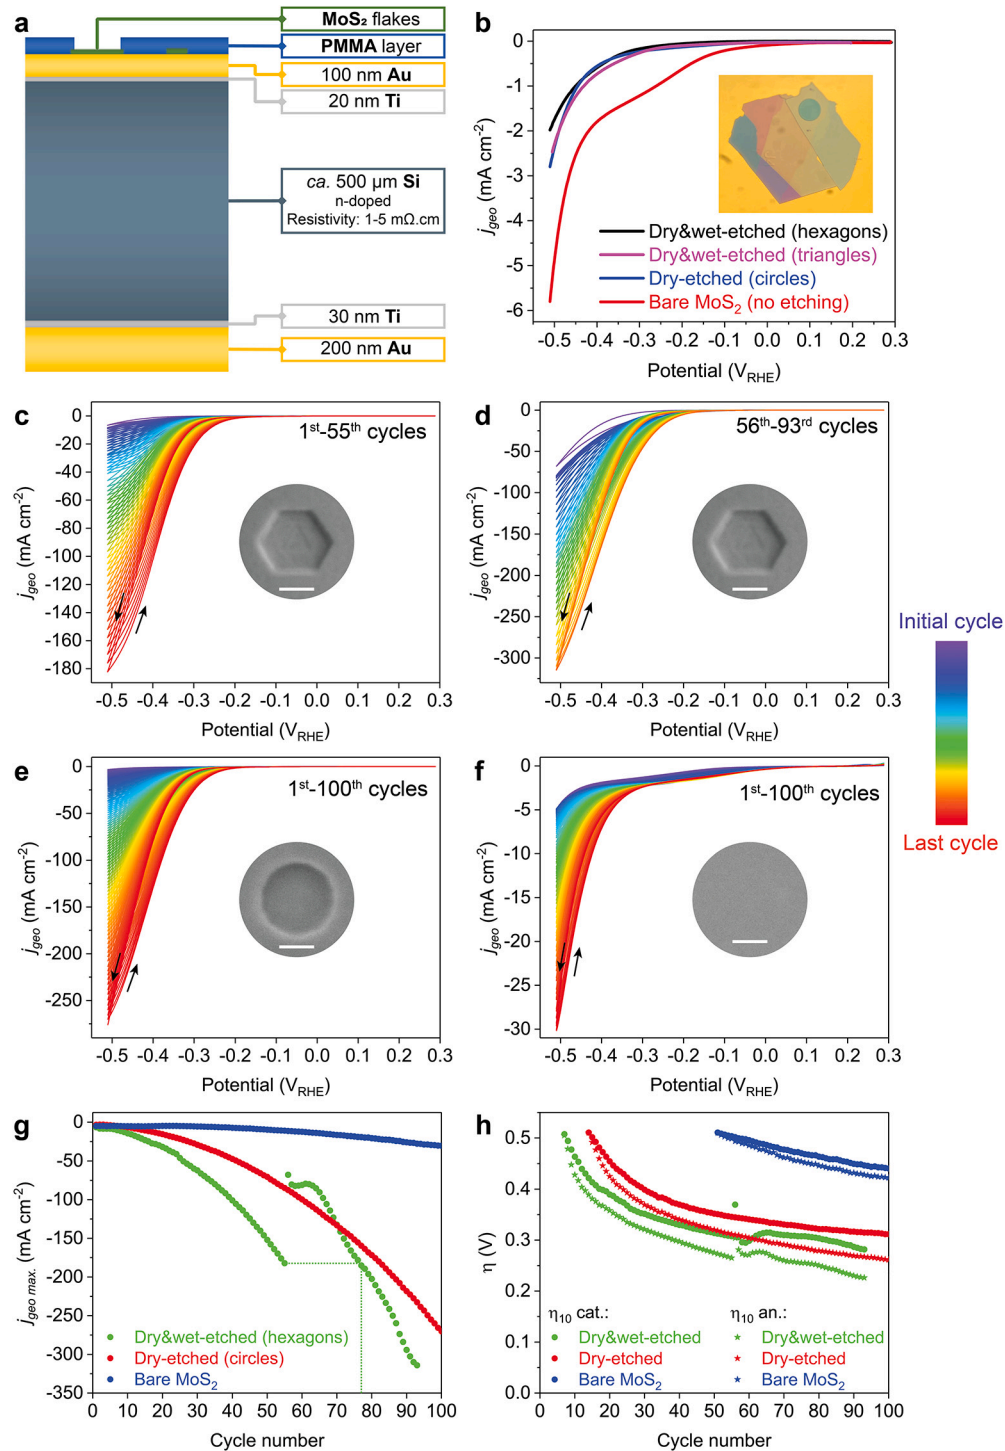 a
MoS₂ flakes
PMMA layer
100 nm Au
20 nm Ti
ca. 500 µm Si
n-doped
Resistivity: 1-5 mΩ.cm
30 nm Ti
200 nm Au
b
0
-1
-2
-3
-4
-5
-6
j_geo (mA cm⁻²)
Dry&wet-etched (hexagons)
Dry&wet-etched (triangles)
Dry-etched (circles)
Bare MoS₂ (no etching)
-0.5 -0.4 -0.3 -0.2 -0.1 0.0 0.1 0.2 0.3
Potential (V_RHE)
c
1ˢᵗ-55ᵗʰ cycles
0
-20
-40
-60
-80
-100
-120
-140
-160
-180
j_geo (mA cm⁻²)
-0.5 -0.4 -0.3 -0.2 -0.1 0.0 0.1 0.2 0.3
Potential (V_RHE)
d
56ᵗʰ-93ʳᵈ cycles
0
-50
-100
-150
-200
-250
-300
j_geo (mA cm⁻²)
-0.5 -0.4 -0.3 -0.2 -0.1 0.0 0.1 0.2 0.3
Potential (V_RHE)
Initial cycle
Last cycle
e
1ˢᵗ-100ᵗʰ cycles
0
-50
-100
-150
-200
-250
j_geo (mA cm⁻²)
-0.5 -0.4 -0.3 -0.2 -0.1 0.0 0.1 0.2 0.3
Potential (V_RHE)
f
1ˢᵗ-100ᵗʰ cycles
0
-5
-10
-15
-20
-25
-30
j_geo (mA cm⁻²)
-0.5 -0.4 -0.3 -0.2 -0.1 0.0 0.1 0.2 0.3
Potential (V_RHE)
g
0
-50
-100
-150
-200
-250
-300
-350
j_geo max. (mA cm⁻²)
Dry&wet-etched (hexagons)
Dry-etched (circles)
Bare MoS₂
0 10 20 30 40 50 60 70 80 90 100
Cycle number
h
0.5
0.4
0.3
0.2
0.1
0.0
η (V)
η₁₀ cat.: η₁₀ an.:
Dry&wet-etched Dry&wet-etched
Dry-etched Dry-etched
Bare MoS₂ Bare MoS₂
0 10 20 30 40 50 60 70 80 90 100
Cycle number